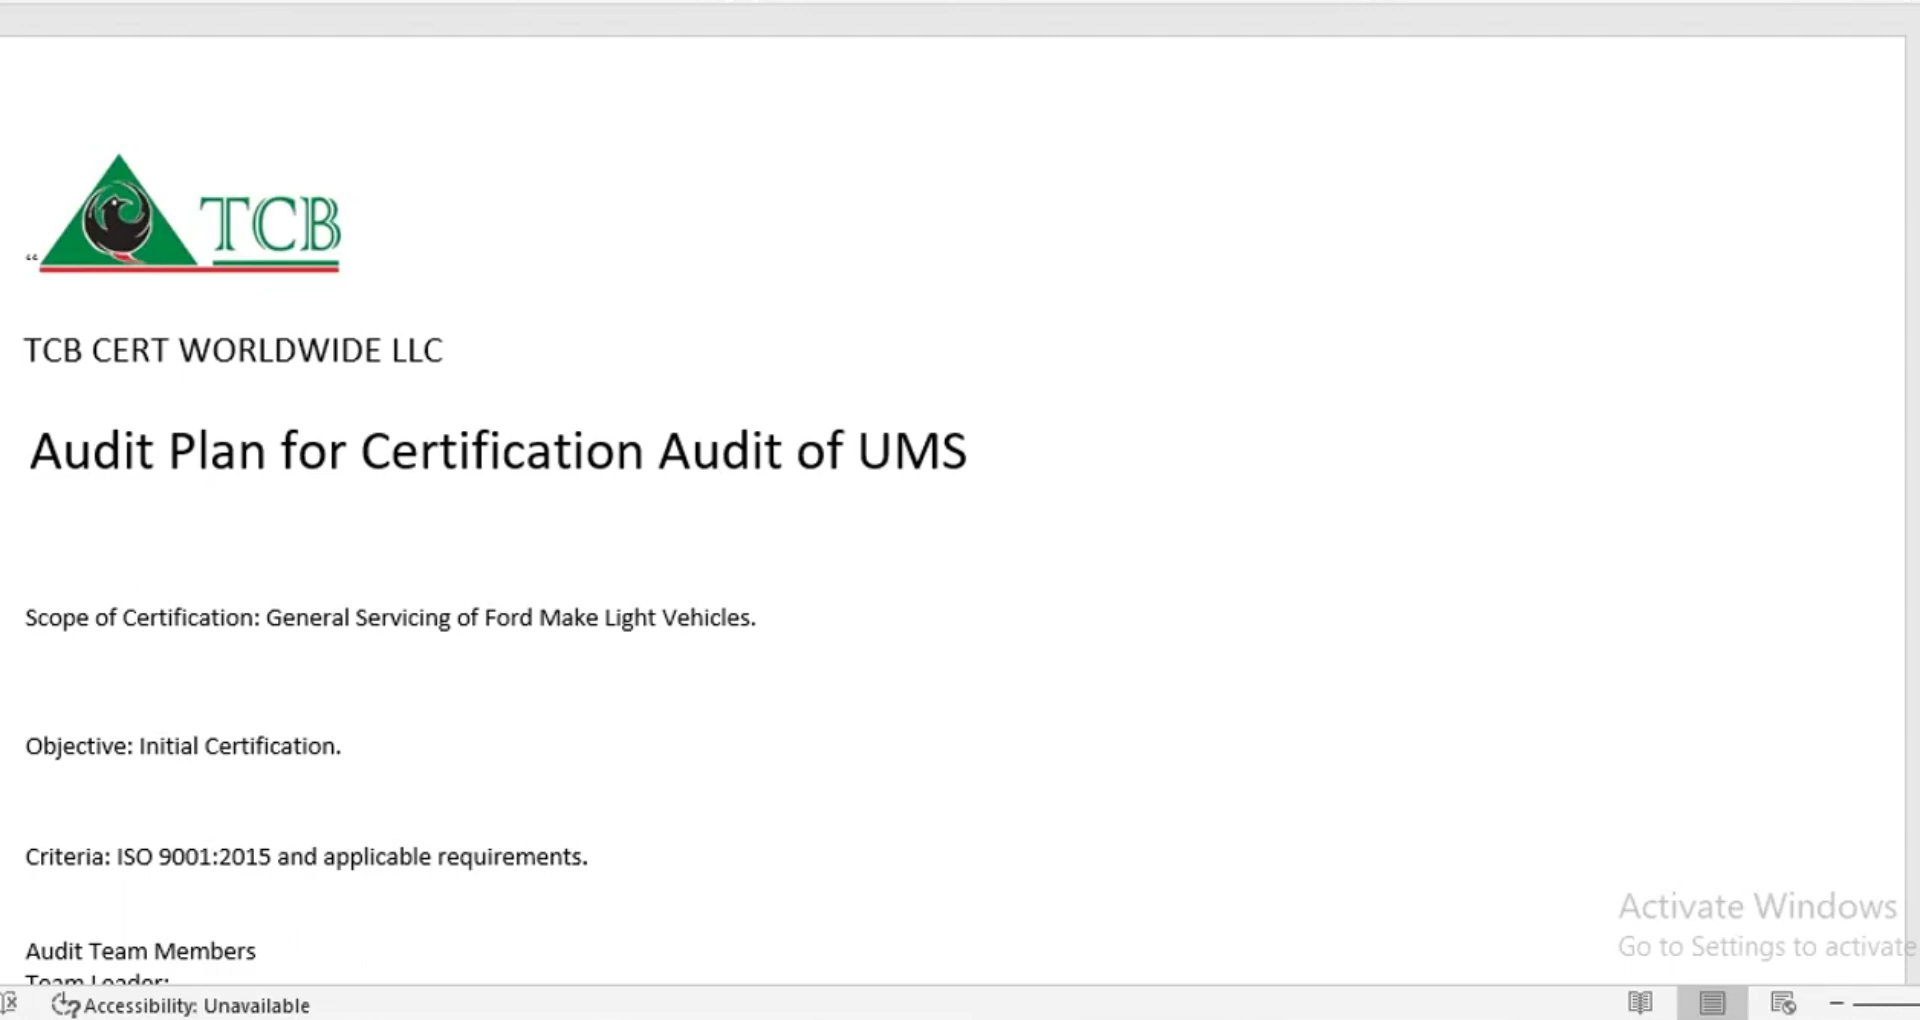 TCB
“
TCB CERT WORLDWIDE LLC
Audit Plan for Certification Audit of UMS
Scope of Certification: General Servicing of Ford Make Light Vehicles.
Objective: Initial Certification.
Criteria: ISO 9001:2015 and applicable requirements.
Activate Windows
Go to Settings to activate
Audit Team Members
Team Leader:
Accessibility: Unavailable